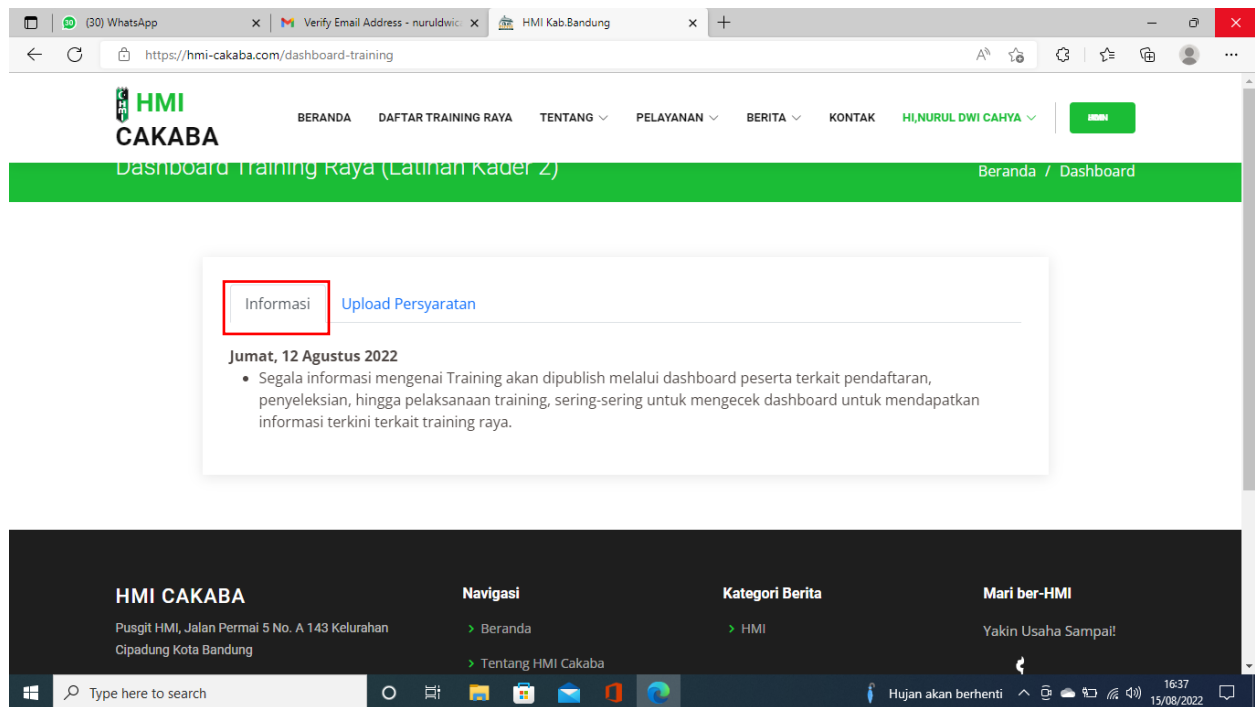 (30) WhatsApp
Verify Email Address - nuruldwic
HMI Kab.Bandung
https://hmi-cakaba.com/dashboard-training
HMI
CAKABA
BERANDA DAFTAR TRAINING RAYA TENTANG PELAYANAN BERITA KONTAK HI,NURUL DWI CAHYA
Dashboard Training Raya (Latihan Kader 2)
Beranda / Dashboard
Informasi
Upload Persyaratan
Jumat, 12 Agustus 2022
Segala informasi mengenai Training akan dipublish melalui dashboard peserta terkait pendaftaran,
penyeleksian, hingga pelaksanaan training, sering-sering untuk mengecek dashboard untuk mendapatkan
informasi terkini terkait training raya.
HMI CAKABA
Pusgit HMI, Jalan Permai 5 No. A 143 Kelurahan
Cipadung Kota Bandung
Navigasi
Beranda
Tentang HMI Cakaba
Kategori Berita
HMI
Mari ber-HMI
Yakin Usaha Sampai!
Type here to search
Hujan akan berhenti
16:37
15/08/2022